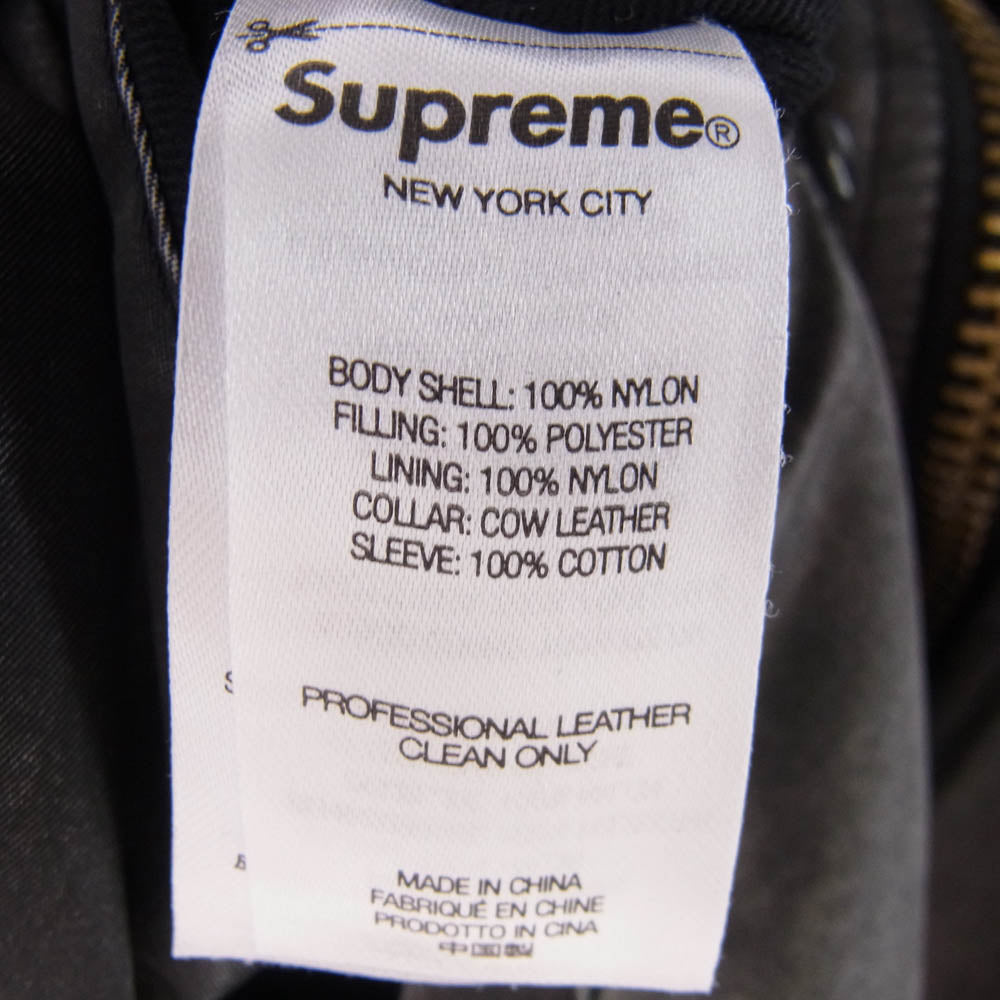 Supreme®
NEW YORK CITY
BODY SHELL: 100% NYLON
FILLING: 100% POLYESTER
LINING: 100% NYLON
COLLAR: COW LEATHER
SLEEVE: 100% COTTON
PROFESSIONAL LEATHER
CLEAN ONLY
MADE IN CHINA
FABRIQUÉ EN CHINE
PRODOTTO IN CINA
中国製